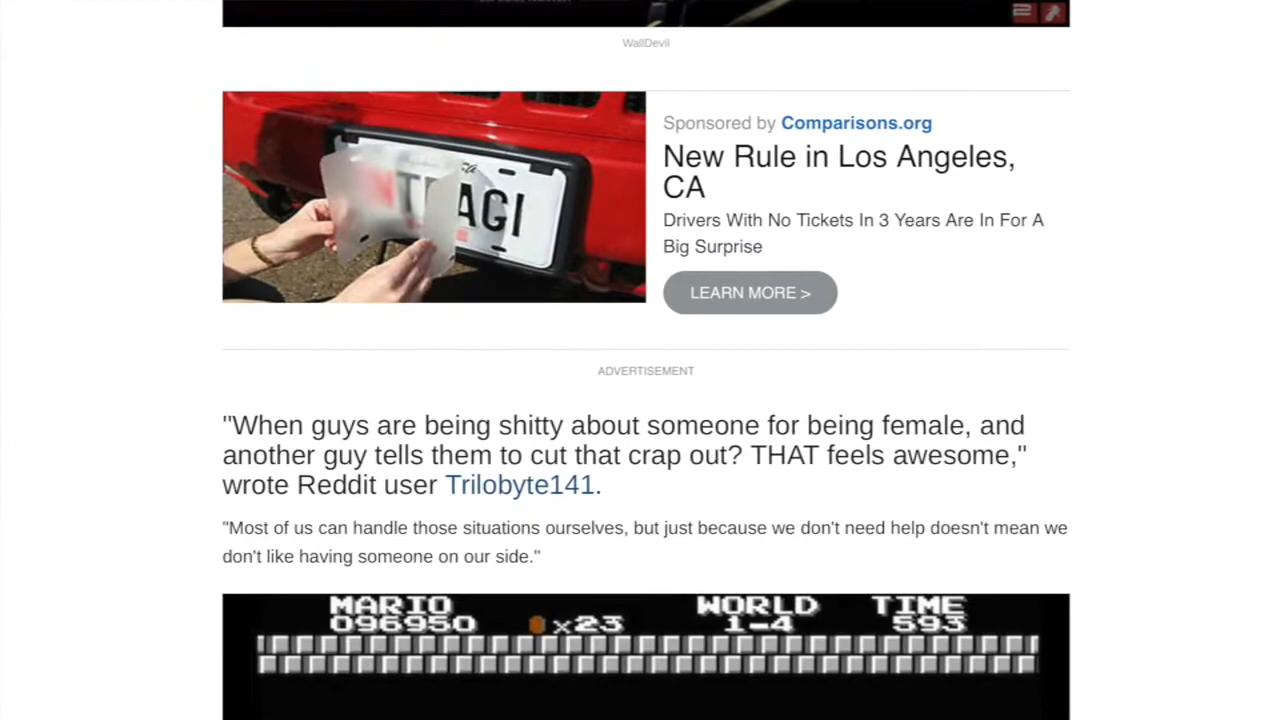 WallDevil
AGI
Sponsored by Comparisons.org
New Rule in Los Angeles,
CA
Drivers With No Tickets In 3 Years Are In For A
Big Surprise
LEARN MORE >
ADVERTISEMENT
"When guys are being shitty about someone for being female, and
another guy tells them to cut that crap out? THAT feels awesome,"
wrote Reddit user Trilobyte141.
"Most of us can handle those situations ourselves, but just because we don't need help doesn't mean we
don't like having someone on our side."
MARIO WORLD TIME
096950 x23 1-4 593